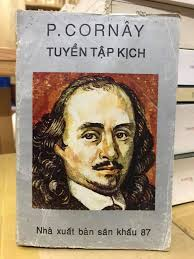 P. CORNÂY
TUYỂN TẬP KỊCH
Nhà xuất bản sân khấu 87